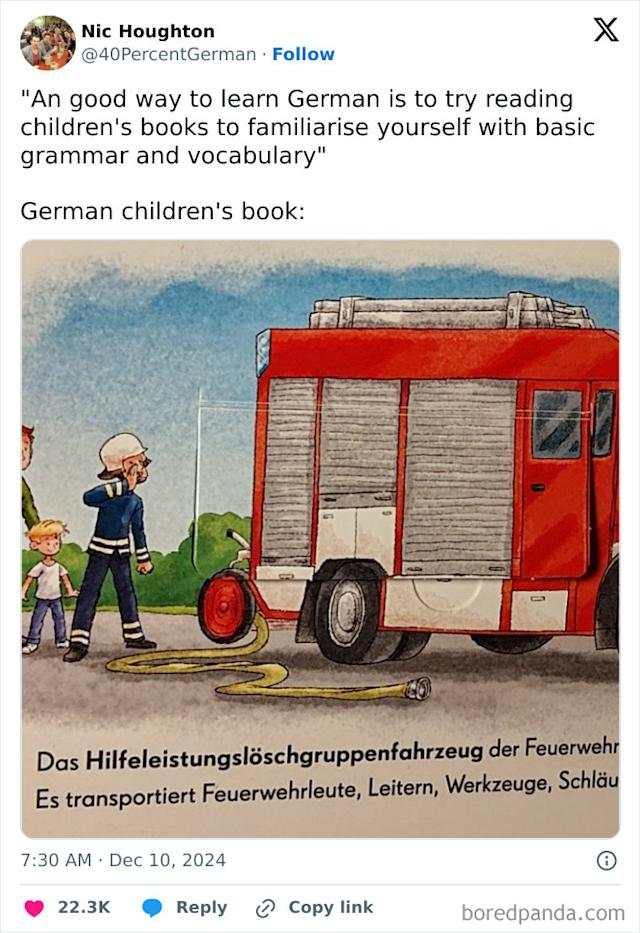 Nic Houghton
@40PercentGerman · Follow
"An good way to learn German is to try reading
children's books to familiarise yourself with basic
grammar and vocabulary"
German children's book:
Das Hilfeleistungslöschgruppenfahrzeug der Feuerwehr
Es transportiert Feuerwehrleute, Leitern, Werkzeuge, Schläu
7:30 AM · Dec 10, 2024
22.3K Reply Copy link
boredpanda.com